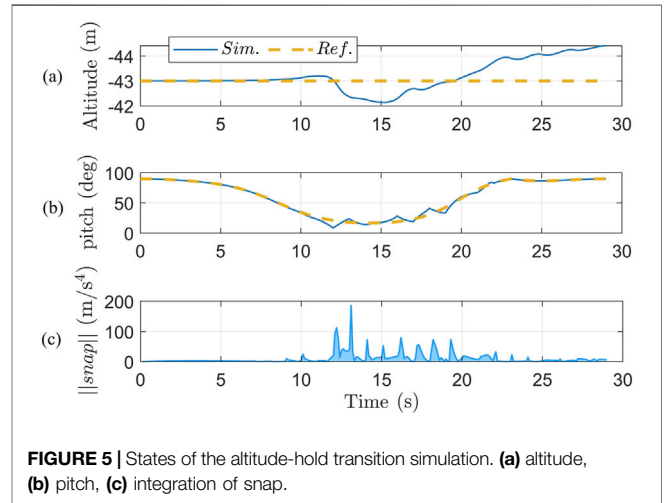 Sim. Ref.
(a)
Altitude (m)
-44
-43
-42
0 5 10 15 20 25 30
(b)
pitch (deg)
100
50
0
0 5 10 15 20 25 30
(c)
||snap|| (m/s⁴)
200
100
0
0 5 10 15 20 25 30
Time (s)
FIGURE 5 | States of the altitude-hold transition simulation. (a) altitude,
(b) pitch, (c) integration of snap.